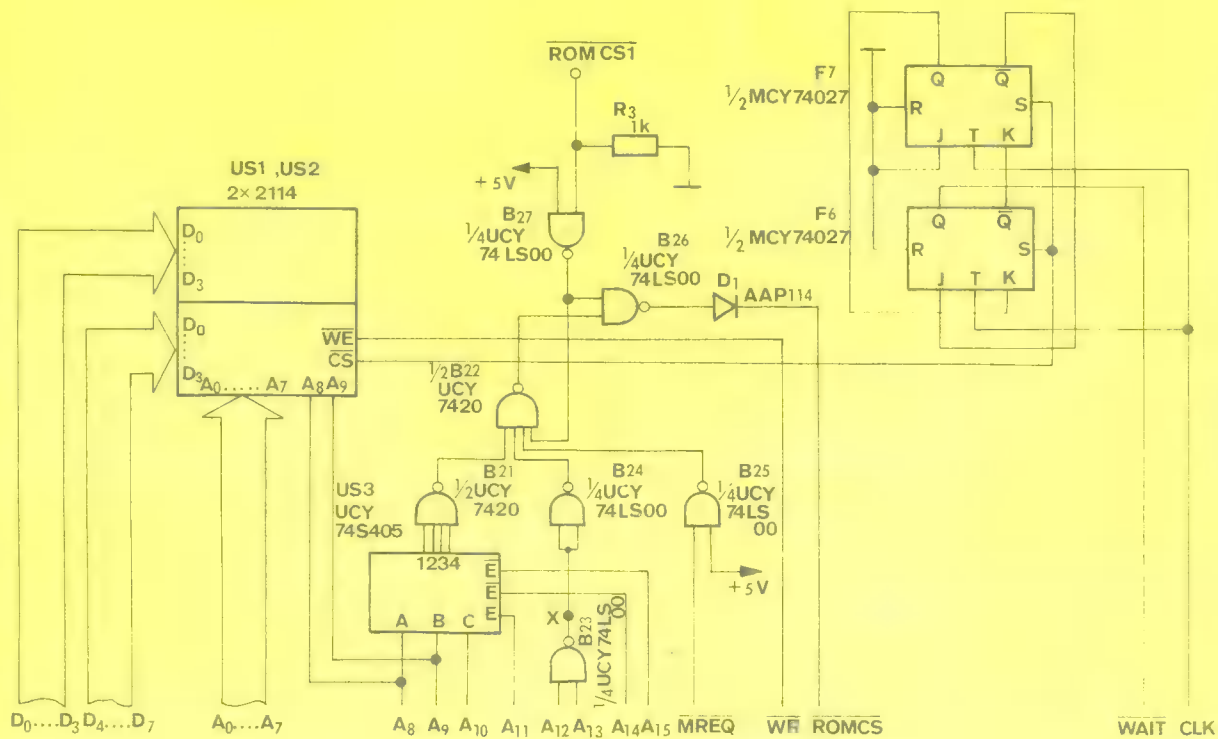 ROM CS1
R3
1k
+5V
B27
1/4 UCY
74 LS00
B26
1/4 UCY
74LS00
D1
AAP114
F7
1/2 MCY74027
Q Q
R S
J T K
F6
1/2 MCY74027
Q Q
R S
J T K
US1 ,US2
2× 2114
D0
D3
D0
D3
WE
CS
A0.....A7 A8 A9
1/2 B22
UCY
7420
B21
1/2 UCY
7420
B24
1/4 UCY
74LS00
B25
1/4 UCY
74LS
00
+5V
US3
UCY
74S405
1234
E
E
E
A B C
X
B23
1/4 UCY 74LS
00
D0....D3 D4....D7 A0....A7 A8 A9 A10 A11 A12 A13 A14 A15 MREQ WR ROMCS WAIT CLK